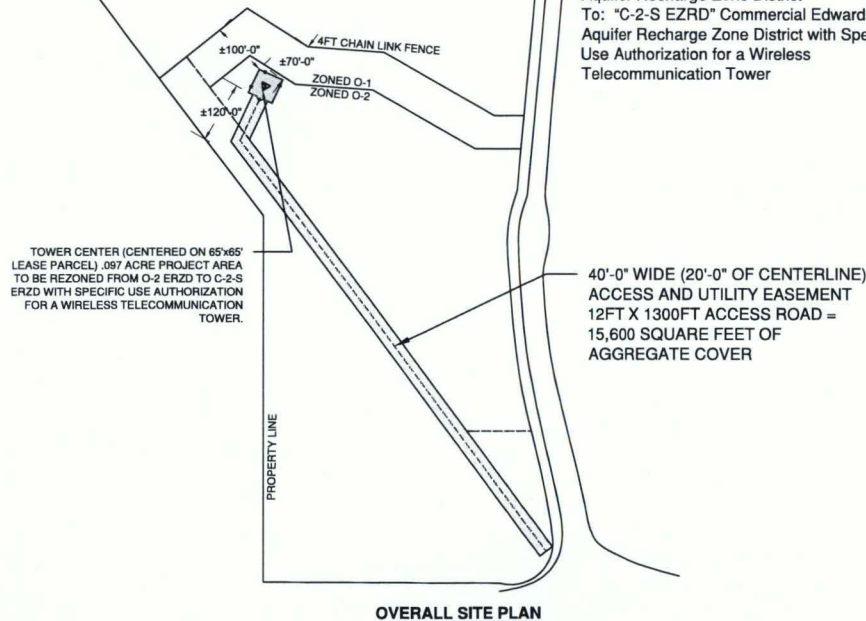 To: "C-2-S EZRD" Commercial Edward
Aquifer Recharge Zone District with Spe
Use Authorization for a Wireless
Telecommunication Tower
4FT CHAIN LINK FENCE
±100'-0"
±70'-0"
ZONED O-1
ZONED O-2
±120'-0"
TOWER CENTER (CENTERED ON 65'x65'
LEASE PARCEL) .097 ACRE PROJECT AREA
TO BE REZONED FROM O-2 ERZD TO C-2-S
ERZD WITH SPECIFIC USE AUTHORIZATION
FOR A WIRELESS TELECOMMUNICATION
TOWER.
40'-0" WIDE (20'-0" OF CENTERLINE)
ACCESS AND UTILITY EASEMENT
12FT X 1300FT ACCESS ROAD =
15,600 SQUARE FEET OF
AGGREGATE COVER
PROPERTY LINE
OVERALL SITE PLAN